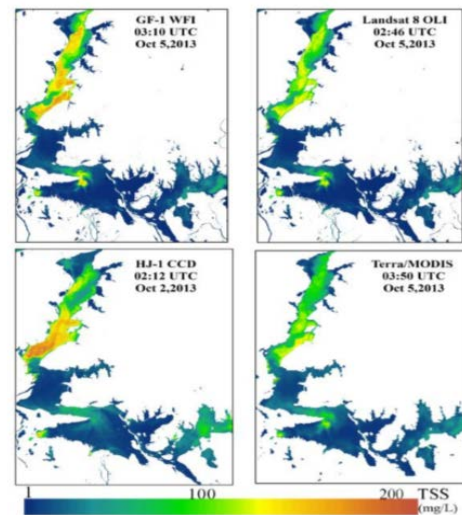 GF-1 WFI
03:10 UTC
Oct 5,2013
Landsat 8 OLI
02:46 UTC
Oct 5,2013
HJ-1 CCD
02:12 UTC
Oct 2,2013
Terra/MODIS
03:50 UTC
Oct 5,2013
1 100 200 TSS
(mg/L)